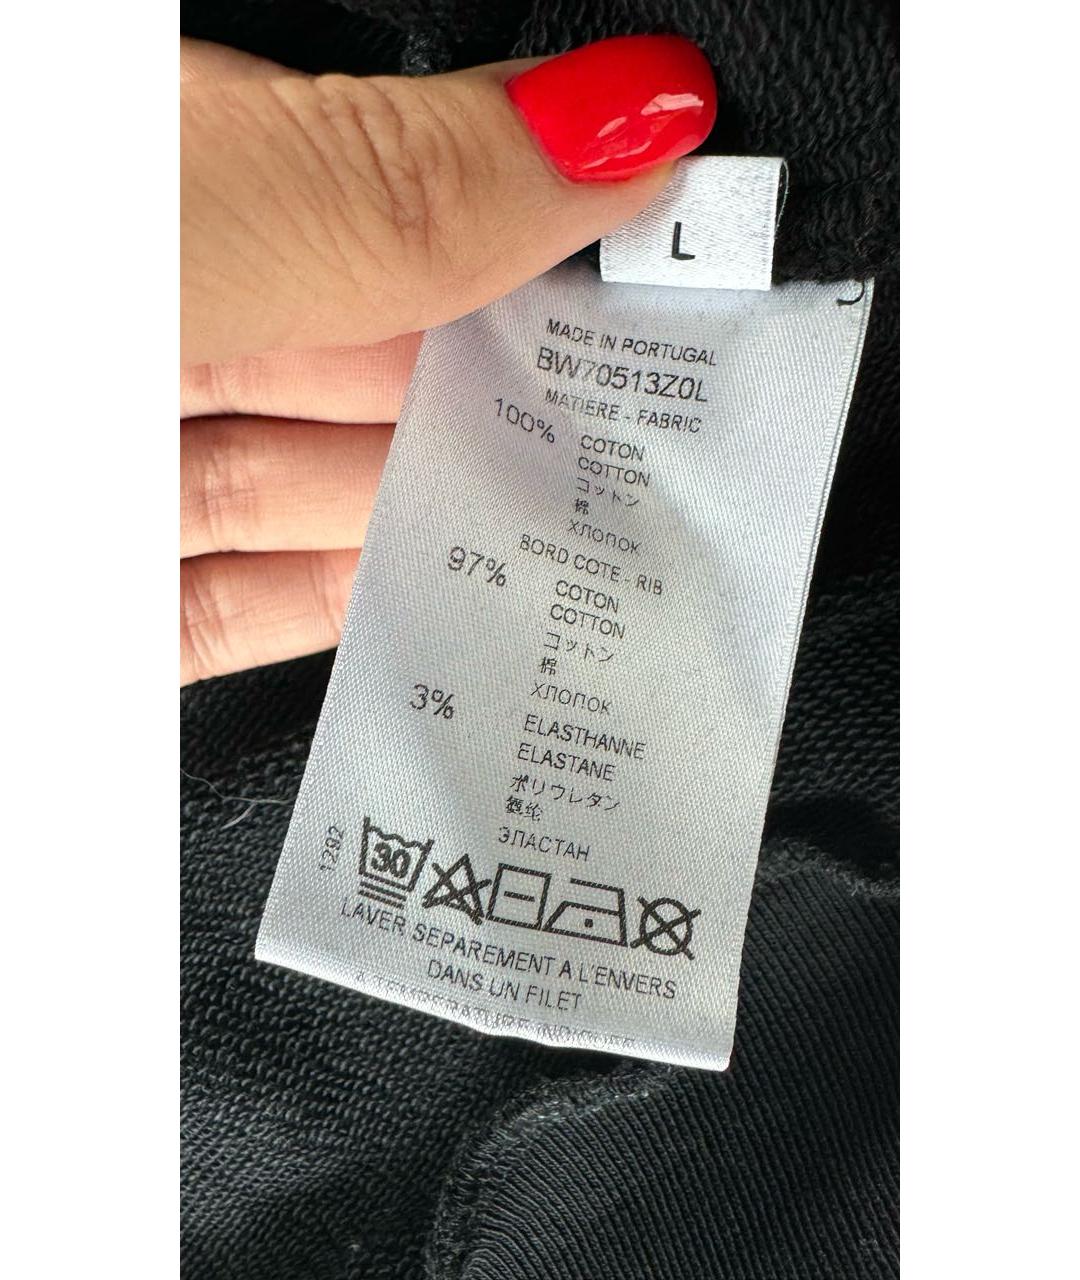 L
MADE IN PORTUGAL
BW70513Z0L
MATIERE - FABRIC
100% COTON
COTTON
コットン
棉
ХЛОПОК
BORD COTE - RIB
97% COTON
COTTON
コットン
棉
ХЛОПОК
3% ELASTHANNE
ELASTANE
ポリウレタン
氨纶
ЭЛАСТАН
1292
30
LAVER SEPAREMENT A L'ENVERS
DANS UN FILET
A TEMPERATURE INDIQUEE